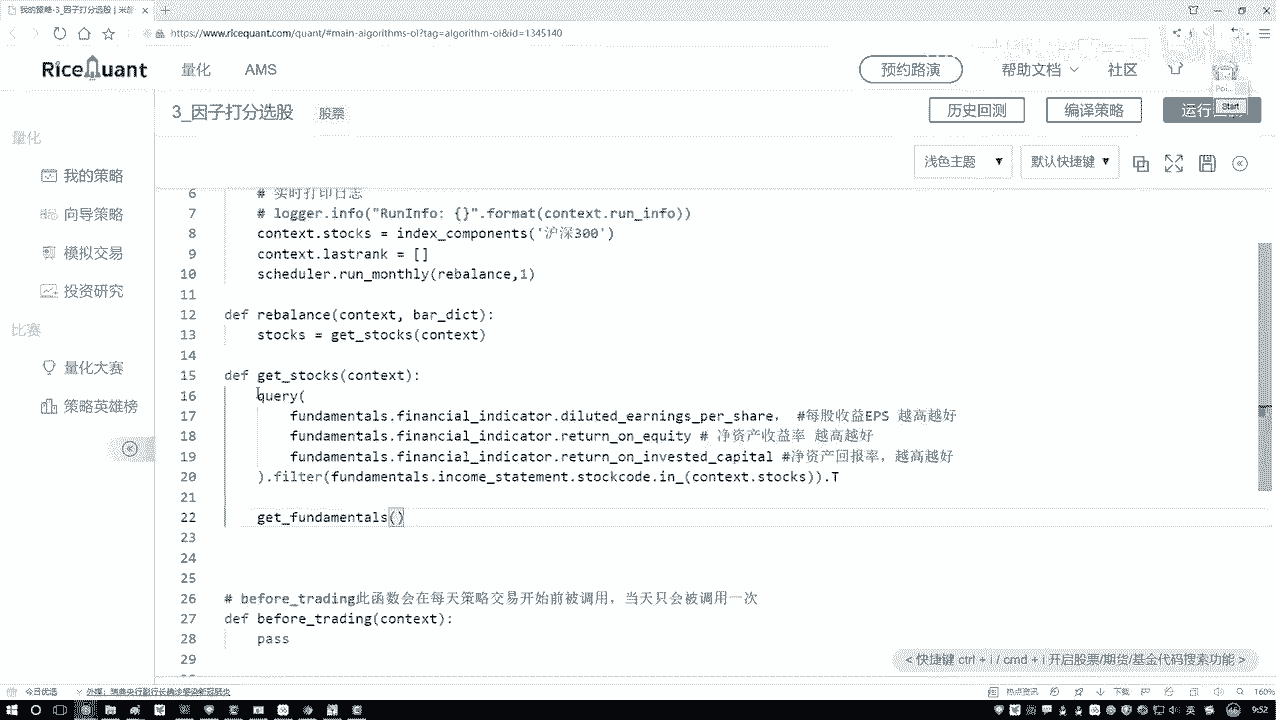 我的策略-3_因子打分选股 | 米
https://www.ricequant.com/quant/#main-algorithms-ol?tag=algorithm-oi&id=1345140
RiceQuant 量化 AMS 预约路演 帮助文档 社区
3_因子打分选股 股票 历史回测 编译策略 运行
Start
浅色主题 默认快捷键
量化
我的策略
向导策略
模拟交易
投资研究
比赛
量化大赛
策略英雄榜
6 # 实时打印日志
7 # logger.info("RunInfo: {}".format(context.run_info))
8 context.stocks = index_components('沪深300')
9 context.lastrank = []
10 scheduler.run_monthly(rebalance,1)
11
12 def rebalance(context, bar_dict):
13 stocks = get_stocks(context)
14
15 def get_stocks(context):
16 query(
17 fundamentals.financial_indicator.diluted_earnings_per_share, #每股收益EPS 越高越好
18 fundamentals.financial_indicator.return_on_equity # 净资产收益率 越高越好
19 fundamentals.financial_indicator.return_on_invested_capital #净资产回报率，越高越好
20 ).filter(fundamentals.income_statement.stockcode.in_(context.stocks)).T
21
22 get_fundamentals()
23
24
25
26 # before_trading此函数会在每天策略交易开始前被调用，当天只会被调用一次
27 def before_trading(context):
28 pass
29
< 快捷键 ctrl + i / cmd + i 开启股票/期货/基金代码搜索功能 >
今日优选
热点资讯 下载 160%
9:52